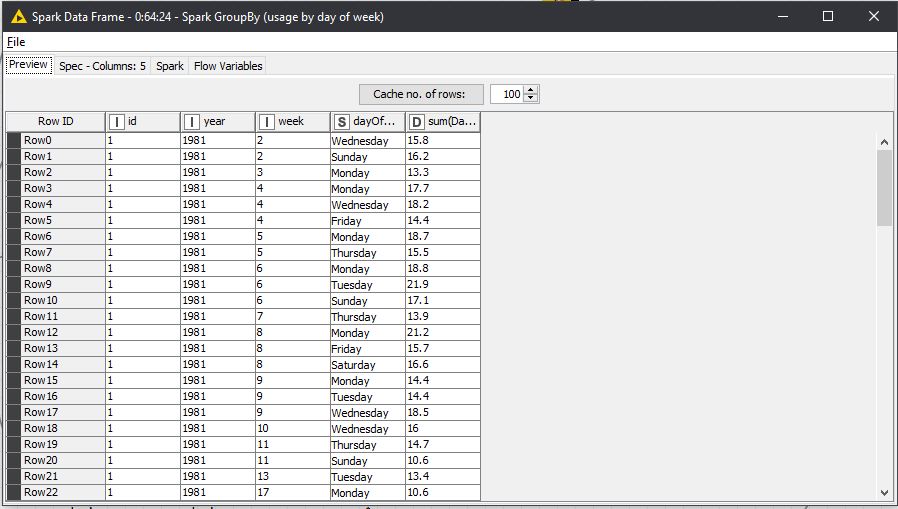 Spark Data Frame - 0:64:24 - Spark GroupBy (usage by day of week)
File
Preview Spec - Columns: 5 Spark Flow Variables
Cache no. of rows: 100
Row ID I id I year I week S dayOf... D sum(Da...
Row0 1 1981 2 Wednesday 15.8
Row1 1 1981 2 Sunday 16.2
Row2 1 1981 3 Monday 13.3
Row3 1 1981 4 Monday 17.7
Row4 1 1981 4 Wednesday 18.2
Row5 1 1981 4 Friday 14.4
Row6 1 1981 5 Monday 18.7
Row7 1 1981 5 Thursday 15.5
Row8 1 1981 6 Monday 18.8
Row9 1 1981 6 Tuesday 21.9
Row10 1 1981 6 Sunday 17.1
Row11 1 1981 7 Thursday 13.9
Row12 1 1981 8 Monday 21.2
Row13 1 1981 8 Friday 15.7
Row14 1 1981 8 Saturday 16.6
Row15 1 1981 9 Monday 14.4
Row16 1 1981 9 Tuesday 14.4
Row17 1 1981 9 Wednesday 18.5
Row18 1 1981 10 Wednesday 16
Row19 1 1981 11 Thursday 14.7
Row20 1 1981 11 Sunday 10.6
Row21 1 1981 13 Tuesday 13.4
Row22 1 1981 17 Monday 10.6